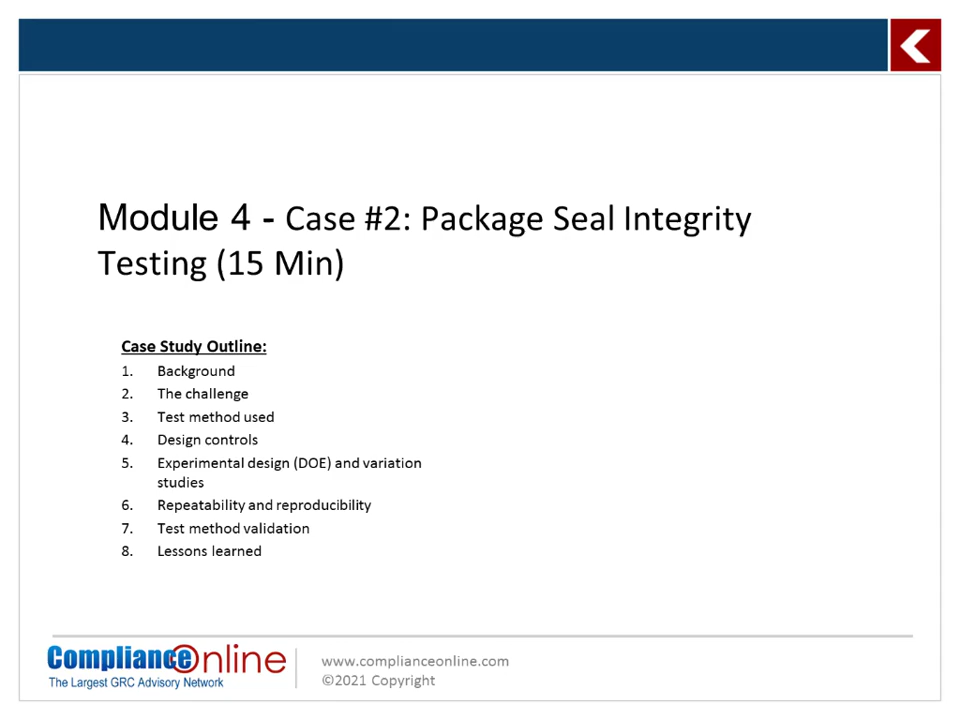 Module 4 - Case #2: Package Seal Integrity
Testing (15 Min)
Case Study Outline:
1. Background
2. The challenge
3. Test method used
4. Design controls
5. Experimental design (DOE) and variation
studies
6. Repeatability and reproducibility
7. Test method validation
8. Lessons learned
ComplianceOnline
The Largest GRC Advisory Network
www.complianceonline.com
©2021 Copyright